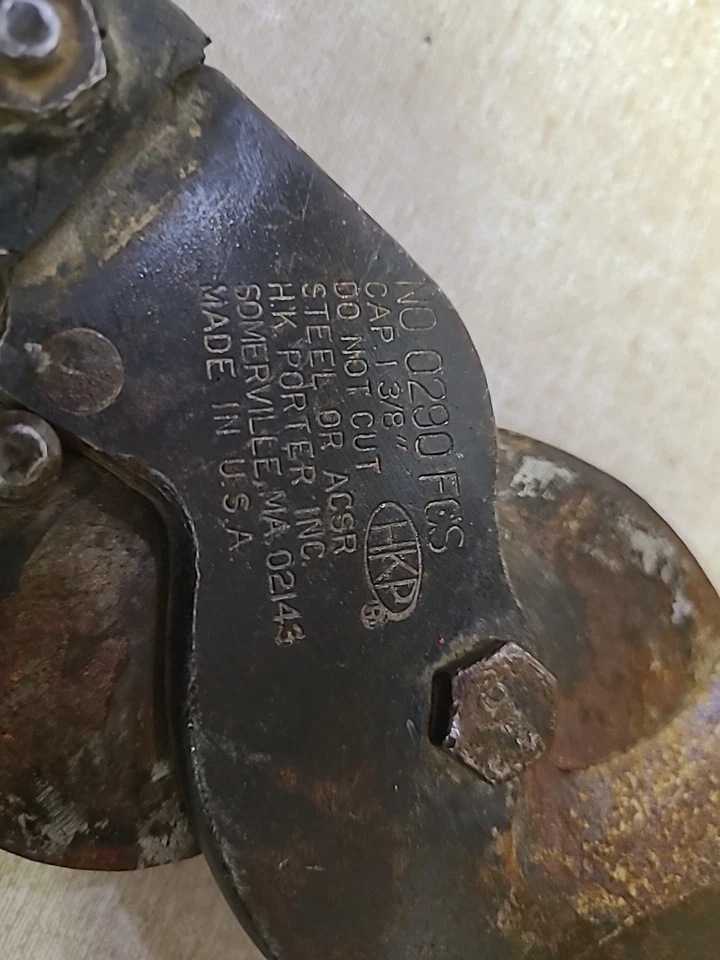 NO. 0290 FCS
CAP. 1 3/8"
DO NOT CUT
STEEL OR ACSR
H.K. PORTER INC.
SOMERVILLE, MA. 02143
MADE IN U.S.A.
HKP®